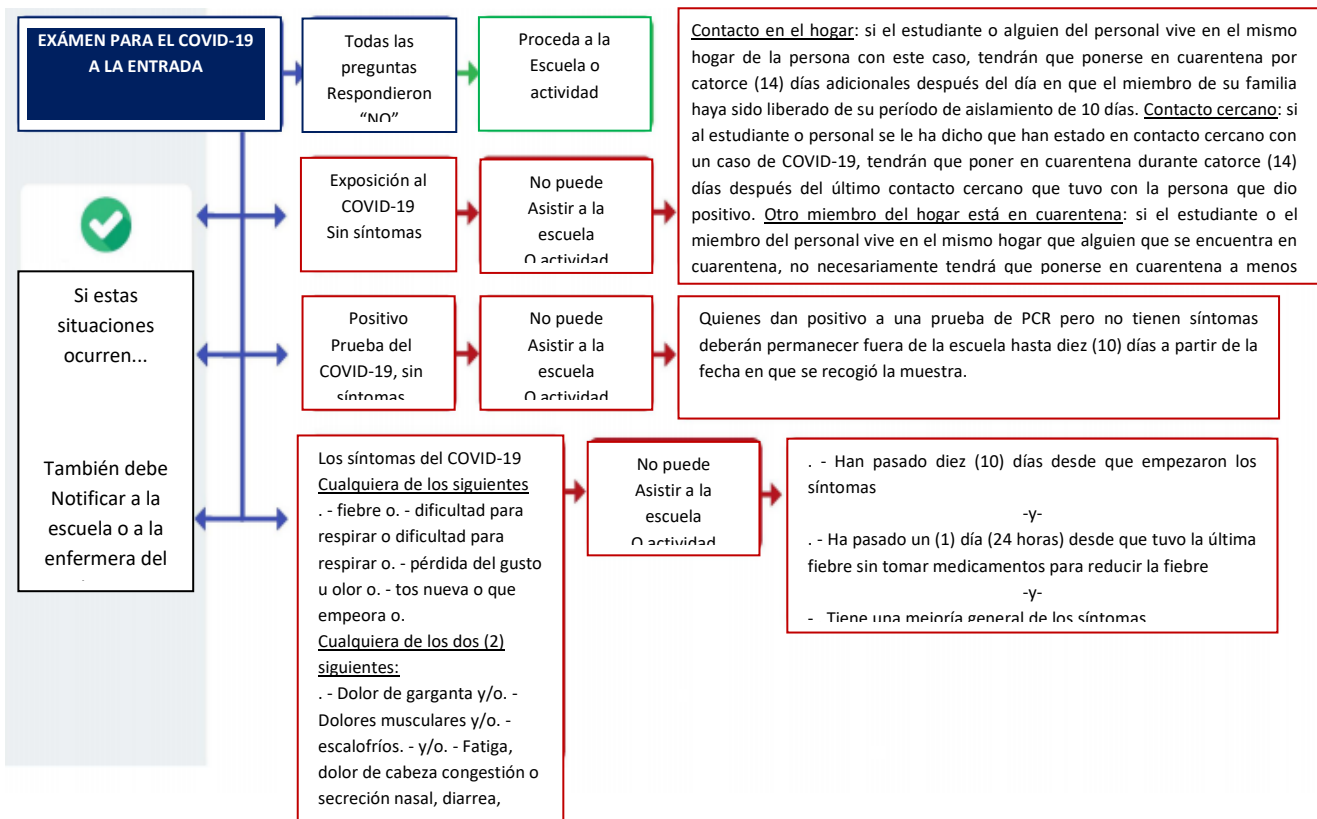 EXÁMEN PARA EL COVID-19
A LA ENTRADA
Todas las
preguntas
Respondieron
“NO”
Proceda a la
Escuela o
actividad
Contacto en el hogar: si el estudiante o alguien del personal vive en el mismo
hogar de la persona con este caso, tendrán que ponerse en cuarentena por
catorce (14) días adicionales después del día en que el miembro de su familia
haya sido liberado de su período de aislamiento de 10 días. Contacto cercano: si
al estudiante o personal se le ha dicho que han estado en contacto cercano con
un caso de COVID-19, tendrán que poner en cuarentena durante catorce (14)
días después del último contacto cercano que tuvo con la persona que dio
positivo. Otro miembro del hogar está en cuarentena: si el estudiante o el
miembro del personal vive en el mismo hogar que alguien que se encuentra en
cuarentena, no necesariamente tendrá que ponerse en cuarentena a menos
Exposición al
COVID-19
Sin síntomas
No puede
Asistir a la
escuela
O actividad
Si estas
situaciones
ocurren...
También debe
Notificar a la
escuela o a la
enfermera del
Positivo
Prueba del
COVID-19, sin
síntomas
No puede
Asistir a la
escuela
O actividad
Quienes dan positivo a una prueba de PCR pero no tienen síntomas
deberán permanecer fuera de la escuela hasta diez (10) días a partir de la
fecha en que se recogió la muestra.
Los síntomas del COVID-19
Cualquiera de los siguientes
. - fiebre o. - dificultad para
respirar o dificultad para
respirar o. - pérdida del gusto
u olor o. - tos nueva o que
empeora o.
Cualquiera de los dos (2)
siguientes:
. - Dolor de garganta y/o. -
Dolores musculares y/o. -
escalofríos. - y/o. - Fatiga,
dolor de cabeza congestión o
secreción nasal, diarrea,
No puede
Asistir a la
escuela
O actividad
. - Han pasado diez (10) días desde que empezaron los
síntomas
-y-
. - Ha pasado un (1) día (24 horas) desde que tuvo la última
fiebre sin tomar medicamentos para reducir la fiebre
-y-
- Tiene una mejoría general de los síntomas